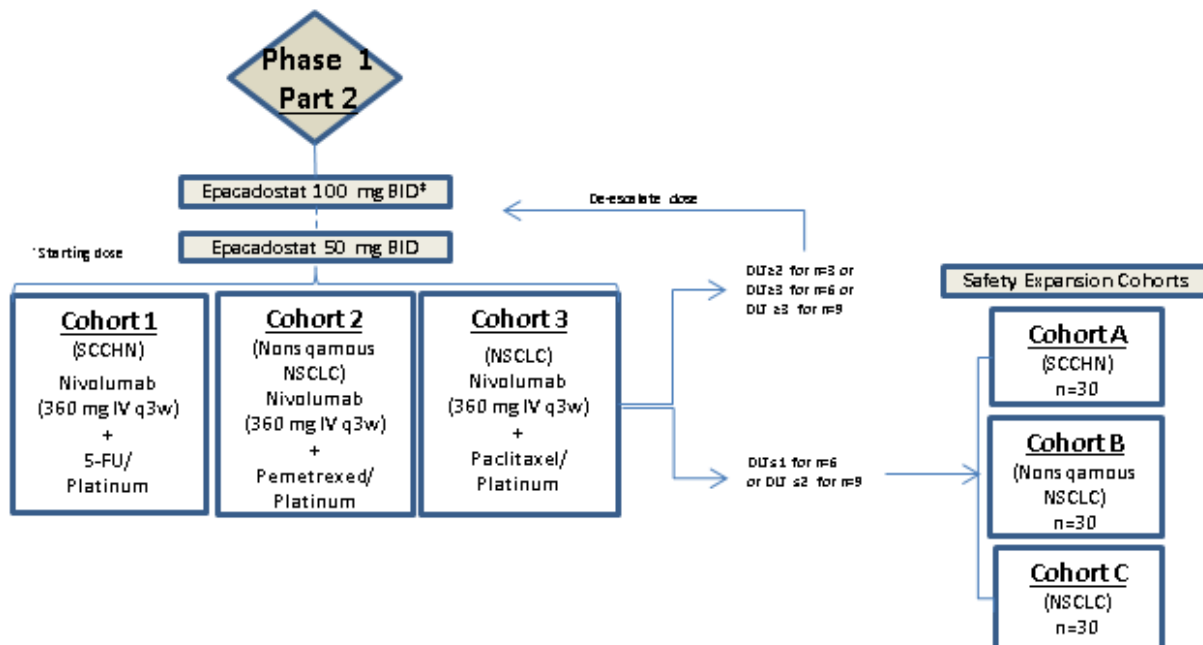 Phase 1
Part 2
Epacadostat 100 mg BID*
De-escalate dose
*Starting dose
Epacadostat 50 mg BID
DLT≥2 for n=3 or
DLT≥3 for n=6 or
DLT ≥3 for n=9
Safety Expansion Cohorts
Cohort 1
(SCCHN)
Nivolumab
(360 mg IV q3w)
+
5-FU/
Platinum
Cohort 2
(Nonsqamous
NSCLC)
Nivolumab
(360 mg IV q3w)
+
Pemetrexed/
Platinum
Cohort 3
(NSCLC)
Nivolumab
(360 mg IV q3w)
+
Paclitaxel/
Platinum
DLT≤1 for n=6
or DLT ≤2 for n=9
Cohort A
(SCCHN)
n=30
Cohort B
(Nonsqamous
NSCLC)
n=30
Cohort C
(NSCLC)
n=30